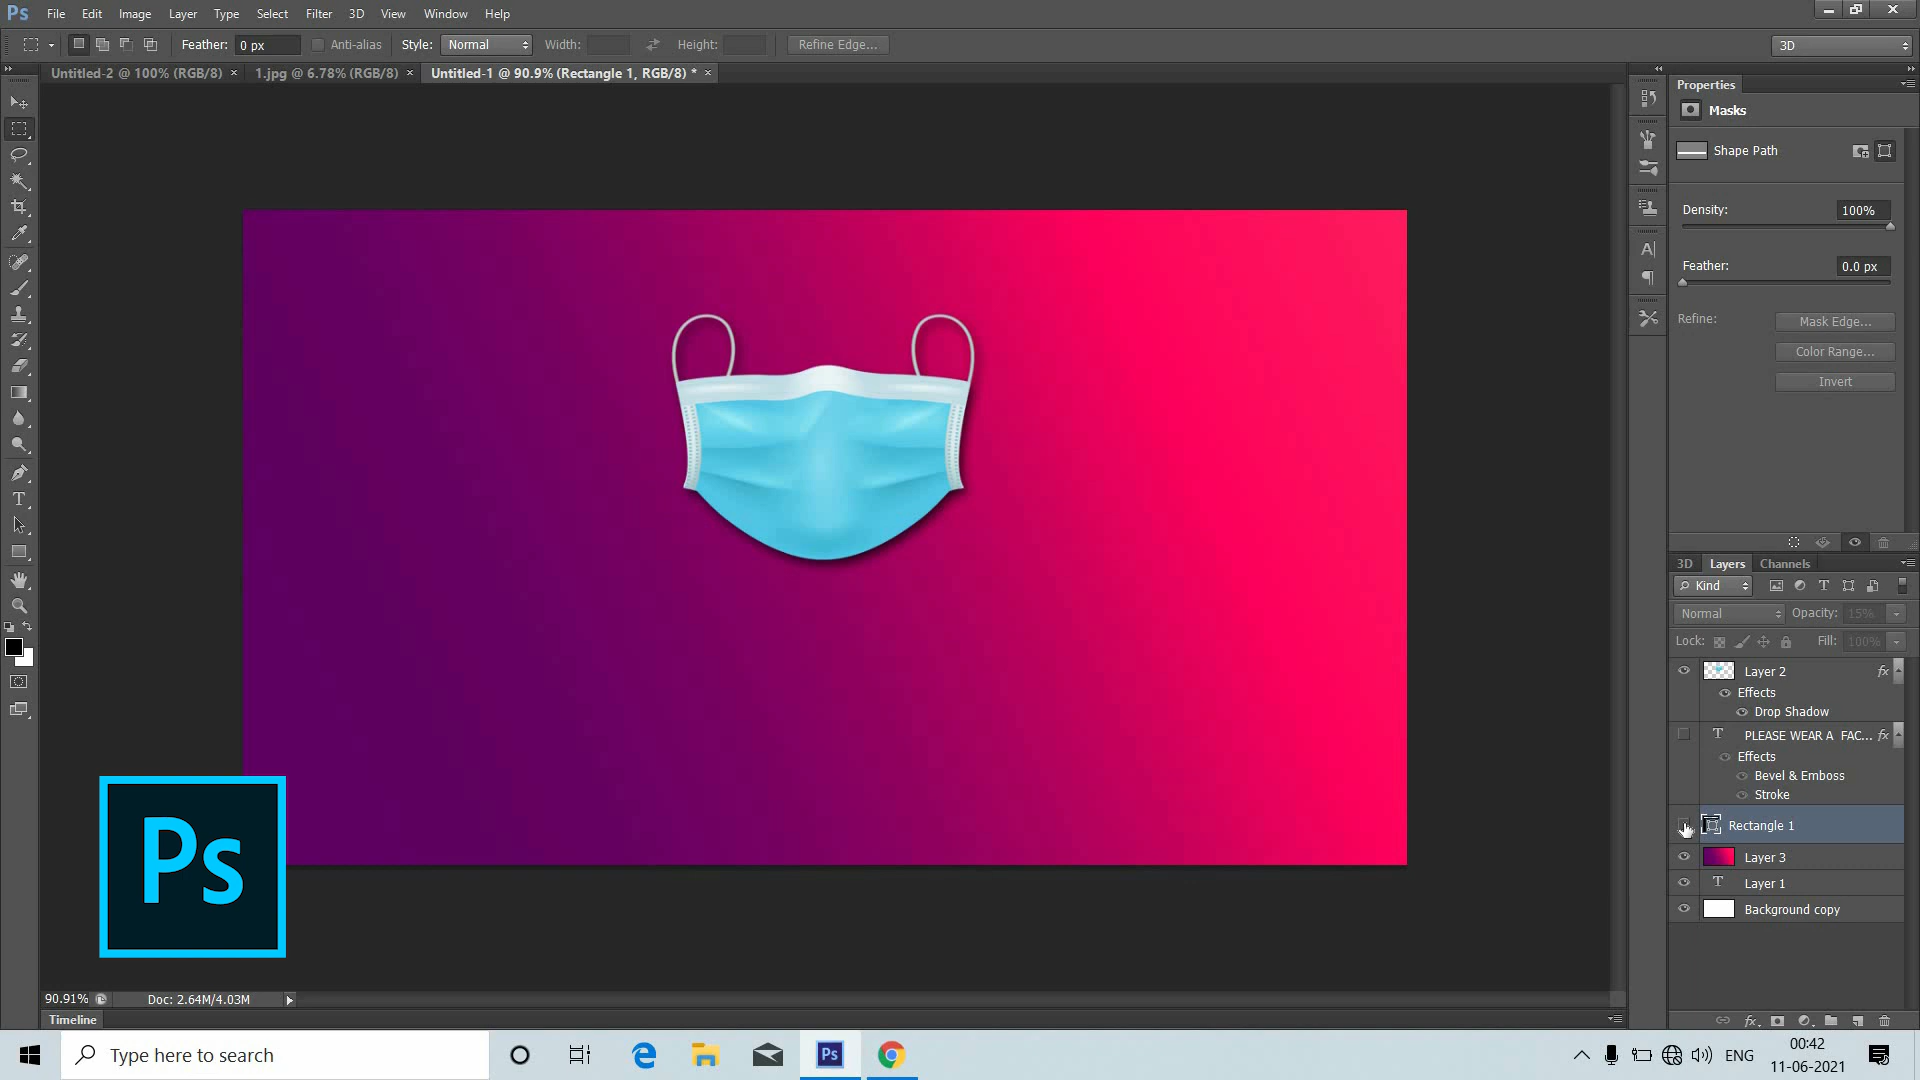 Ps File Edit Image Layer Type Select Filter 3D View Window Help
Feather: 0 px Anti-alias Style: Normal Width: Height: Refine Edge... 3D
Untitled-2 @ 100% (RGB/8) × 1.jpg @ 6.78% (RGB/8) × Untitled-1 @ 90.9% (Rectangle 1, RGB/8) * ×
Properties
Masks
Shape Path
Density: 100%
Feather: 0.0 px
Refine: Mask Edge...
Color Range...
Invert
3D Layers Channels
Kind
Normal Opacity: 15%
Lock: Fill: 100%
Layer 2 fx
Effects
Drop Shadow
T PLEASE WEAR A FAC... fx
Effects
Bevel & Emboss
Stroke
Rectangle 1
Layer 3
T Layer 1
Background copy
Ps
90.91% Doc: 2.64M/4.03M
Timeline
Type here to search
Ps
ENG
00:42
11-06-2021